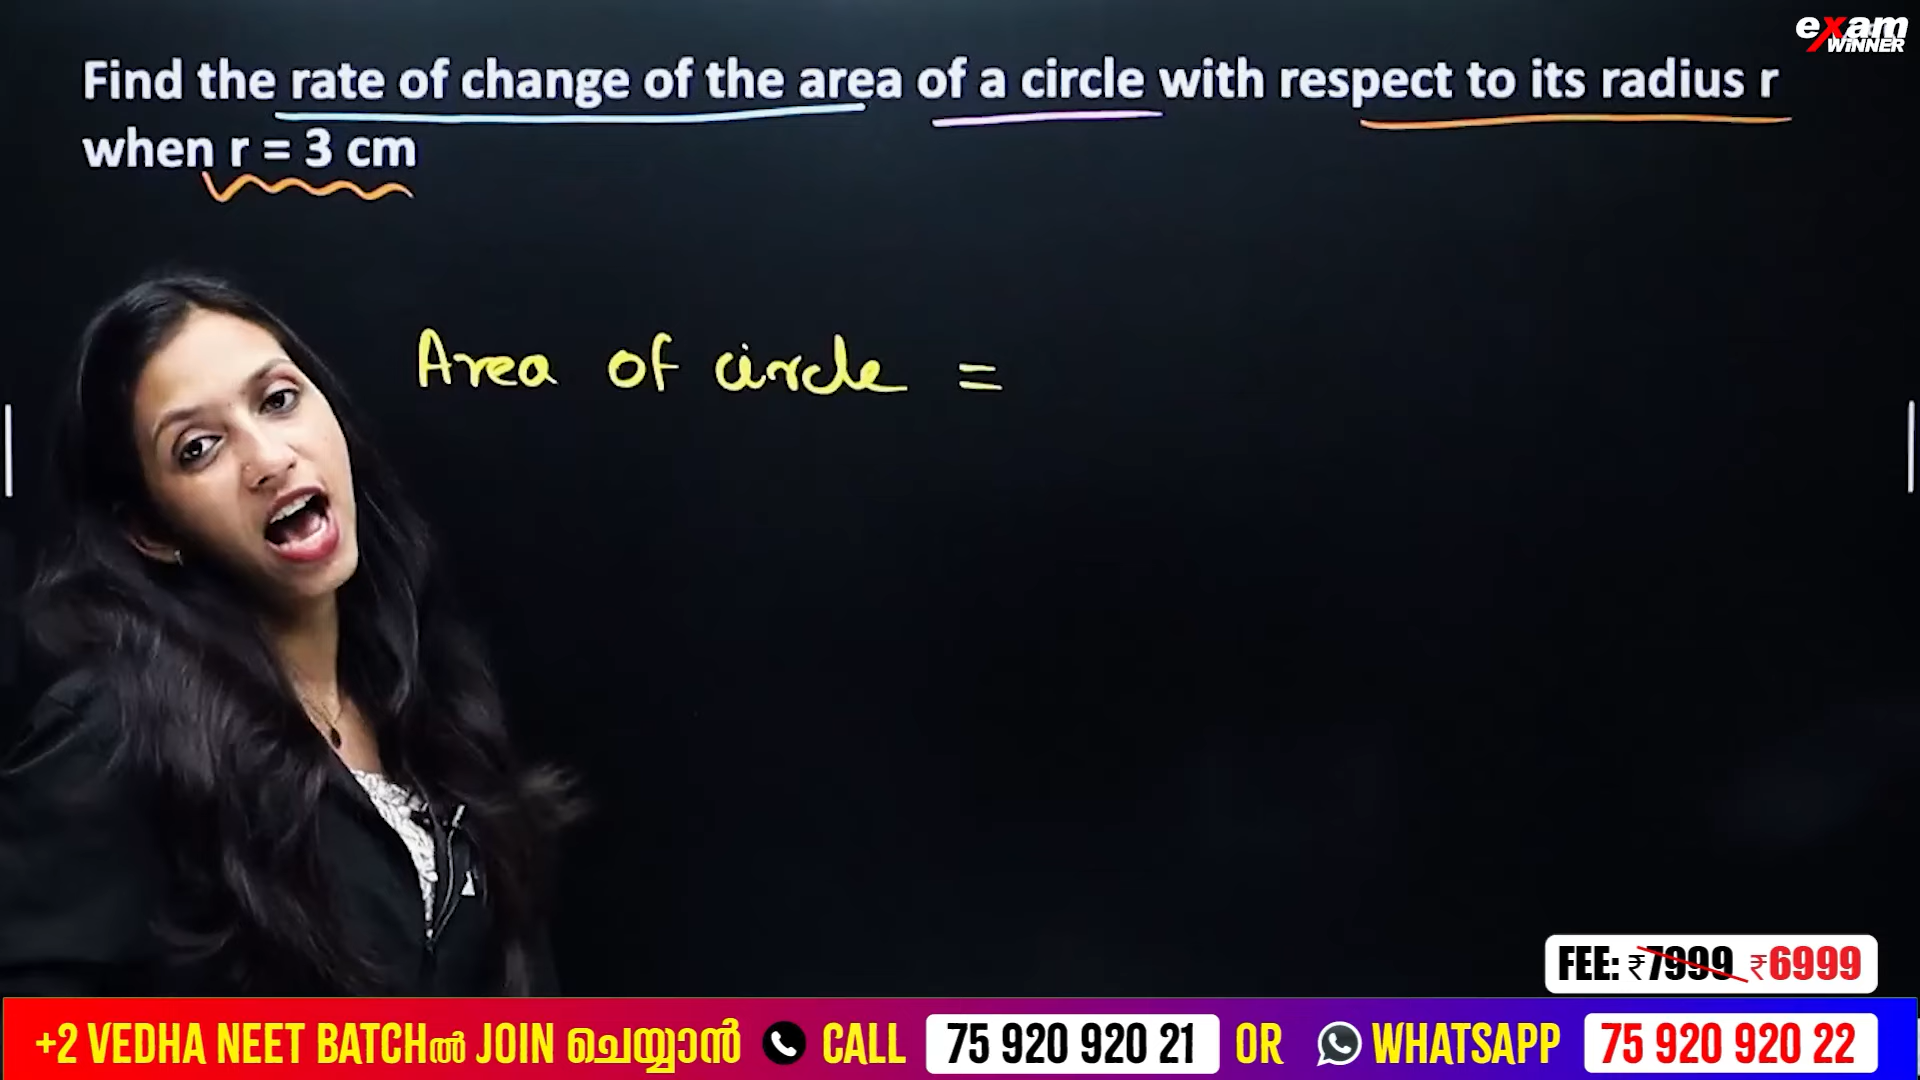 exam
WINNER
Find the rate of change of the area of a circle with respect to its radius r
when r = 3 cm
Area of circle =
FEE: ₹7999 ₹6999
+2 VEDHA NEET BATCHൽ JOIN ചെയ്യാൻ CALL 75 920 920 21 OR WHATSAPP 75 920 920 22